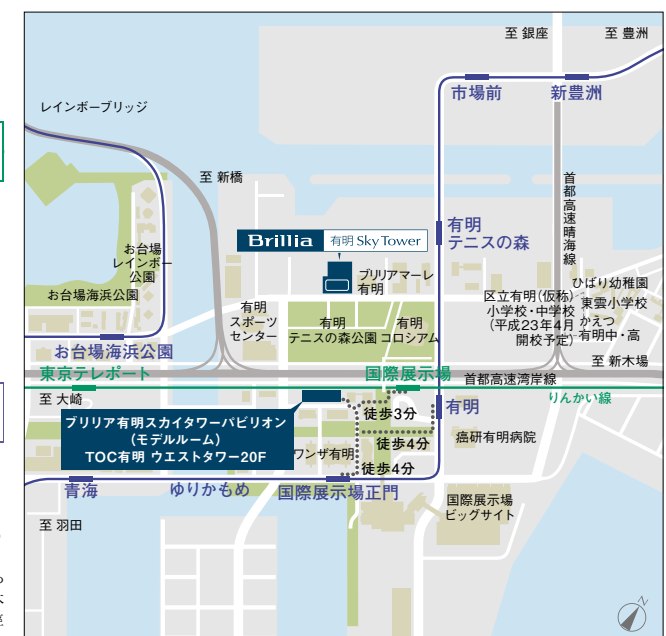 至 銀座
至 豊洲
市場前
新豊洲
レインボーブリッジ
至 新橋
首都高速晴海線
有明
テニスの森
Brillia 有明 Sky Tower
ブリリアマーレ
有明
お台場
レインボー
公園
お台場海浜公園
有明
スポーツ
センター
有明
テニスの森公園
有明
コロシアム
区立有明(仮称)
小学校・中学校
(平成23年4月
開校予定)
ひばり幼稚園
東雲小学校
かえつ
有明中・高
お台場海浜公園
至 新木場
東京テレポート
国際展示場
首都高速湾岸線
至 大崎
りんかい線
ブリリア有明スカイタワーパビリオン
(モデルルーム)
TOC有明 ウエストタワー20F
徒歩3分
有明
徒歩4分
癌研有明病院
ワンザ有明
徒歩4分
青海
ゆりかもめ
国際展示場正門
国際展示場
ビッグサイト
至 羽田
N